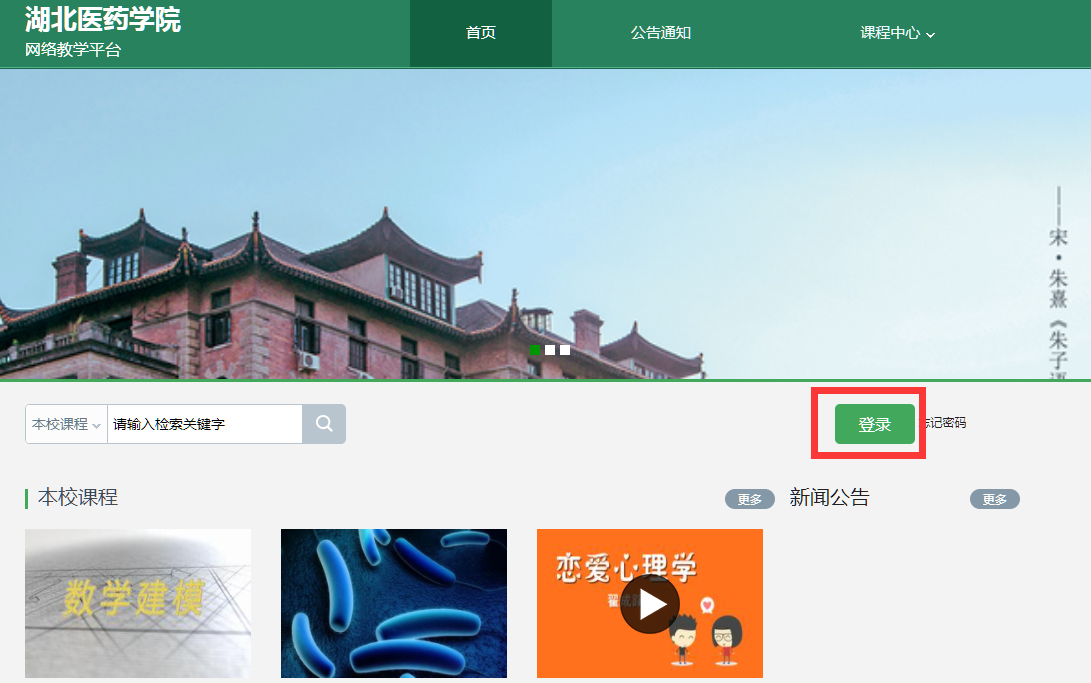 湖北医药学院
网络教学平台
首页
公告通知
课程中心
——宋·朱熹《朱子语
本校课程
请输入检索关键字
登录
忘记密码
本校课程
更多
新闻公告
更多
数学建模
恋爱心理学